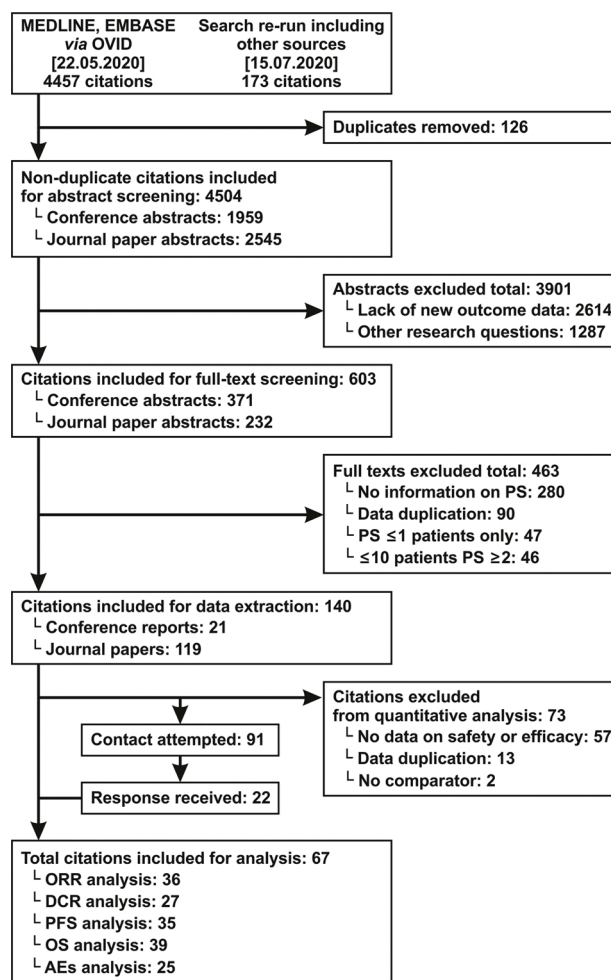 MEDLINE, EMBASE
via OVID
[22.05.2020]
4457 citations
Search re-run including
other sources
[15.07.2020]
173 citations
Duplicates removed: 126
Non-duplicate citations included
for abstract screening: 4504
└ Conference abstracts: 1959
└ Journal paper abstracts: 2545
Abstracts excluded total: 3901
└ Lack of new outcome data: 2614
└ Other research questions: 1287
Citations included for full-text screening: 603
└ Conference abstracts: 371
└ Journal paper abstracts: 232
Full texts excluded total: 463
└ No information on PS: 280
└ Data duplication: 90
└ PS ≤1 patients only: 47
└ ≤10 patients PS ≥2: 46
Citations included for data extraction: 140
└ Conference reports: 21
└ Journal papers: 119
Citations excluded
from quantitative analysis: 73
└ No data on safety or efficacy: 57
└ Data duplication: 13
└ No comparator: 2
Contact attempted: 91
Response received: 22
Total citations included for analysis: 67
└ ORR analysis: 36
└ DCR analysis: 27
└ PFS analysis: 35
└ OS analysis: 39
└ AEs analysis: 25